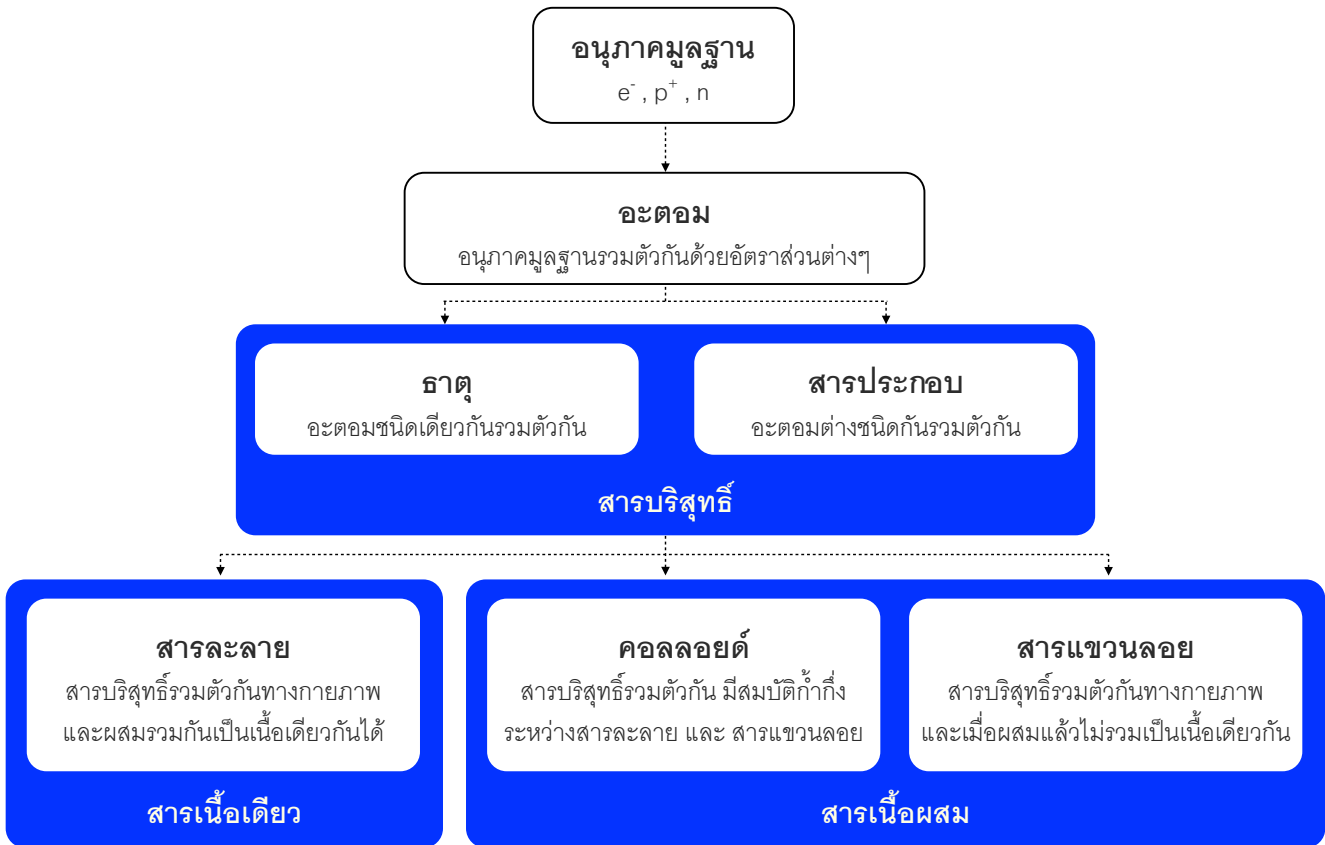 อนุภาคมูลฐาน
e⁻ , p⁺ , n
อะตอม
อนุภาคมูลฐานรวมตัวกันด้วยอัตราส่วนต่างๆ
ธาตุ
อะตอมชนิดเดียวกันรวมตัวกัน
สารประกอบ
อะตอมต่างชนิดกันรวมตัวกัน
สารบริสุทธิ์
สารละลาย
สารบริสุทธิ์รวมตัวกันทางกายภาพ
และผสมรวมกันเป็นเนื้อเดียวกันได้
สารเนื้อเดียว
คอลลอยด์
สารบริสุทธิ์รวมตัวกัน มีสมบัติก้ำกึ่ง
ระหว่างสารละลาย และ สารแขวนลอย
สารแขวนลอย
สารบริสุทธิ์รวมตัวกันทางกายภาพ
และเมื่อผสมแล้วไม่รวมเป็นเนื้อเดียวกัน
สารเนื้อผสม